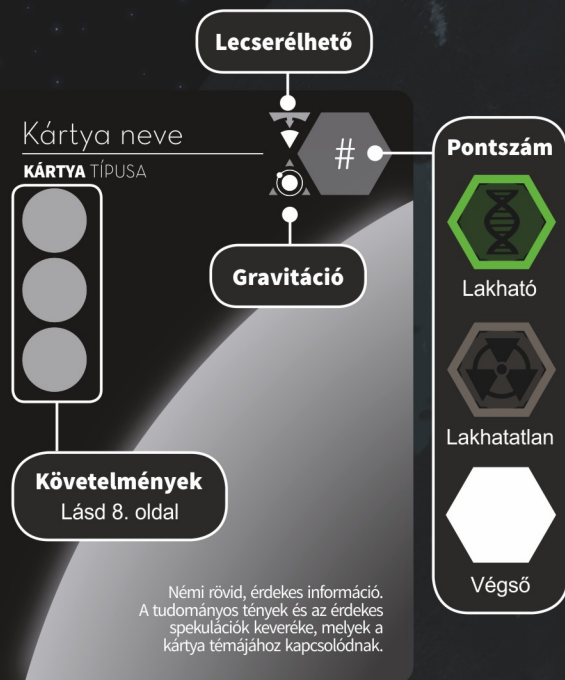 Lecserélhető
Kártya neve
KÁRTYA TÍPUSA
#
Gravitáció
Pontszám
Lakható
Lakhatatlan
Végső
Követelmények
Lásd 8. oldal
Némi rövid, érdekes információ.
A tudományos tények és az érdekes
spekulációk keveréke, melyek a
kártya témájához kapcsolódnak.